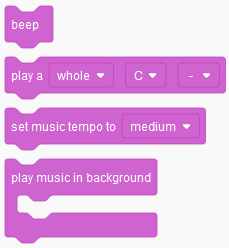 beep
play a whole C -
set music tempo to medium
play music in background